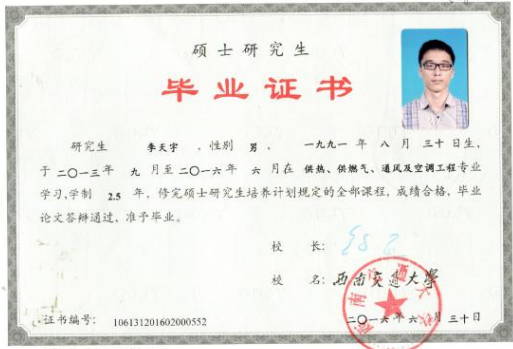 硕士研究生
毕业证书
研究生 李天宇 ,性别 男 , 一九九一年 八 月 三十日生,
于二〇一三年 九 月至二〇一六年 六 月在 供热、供燃气、通风及空调工程专业
学习,学制 2.5 年,修完硕士研究生培养计划规定的全部课程,成绩合格,毕业
论文答辩通过,准予毕业。
校 长:
校 名:西南交通大学
二〇一六年六月三十日
证书编号: 106131201602000552